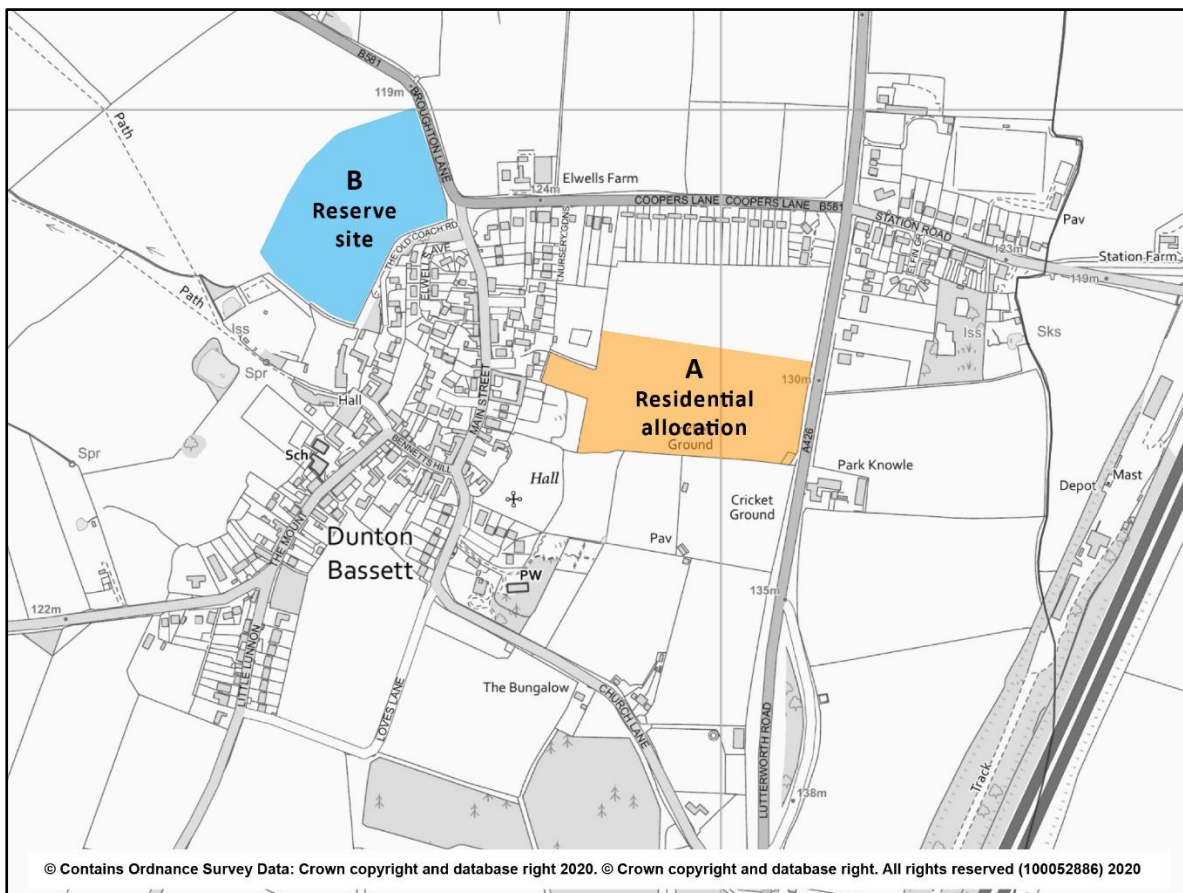 B581
119m
BROUGHTON LANE
Path
B
Reserve
site
Elwells Farm
124m
COOPERS LANE
COOPERS LANE
B581
STATION ROAD
Pav
123m
Station Farm
119m
THE OLD COACH RD
ELWELLS AVE
NURSERY GDNS
ELFIN GR
Path
Iss
Spr
Iss
Sks
A
Residential
allocation
Ground
130m
A426
MAIN STREET
Hall
BENNETTS HILL
Sch
Spr
THE MOUNT
Hall
Park Knowle
Depot
Mast
Cricket
Ground
Dunton
Bassett
Pav
PW
135m
122m
LITTLE LUNNON
LOVES LANE
The Bungalow
CHURCH LANE
LUTTERWORTH ROAD
138m
Track
© Contains Ordnance Survey Data: Crown copyright and database right 2020. © Crown copyright and database right. All rights reserved (100052886) 2020